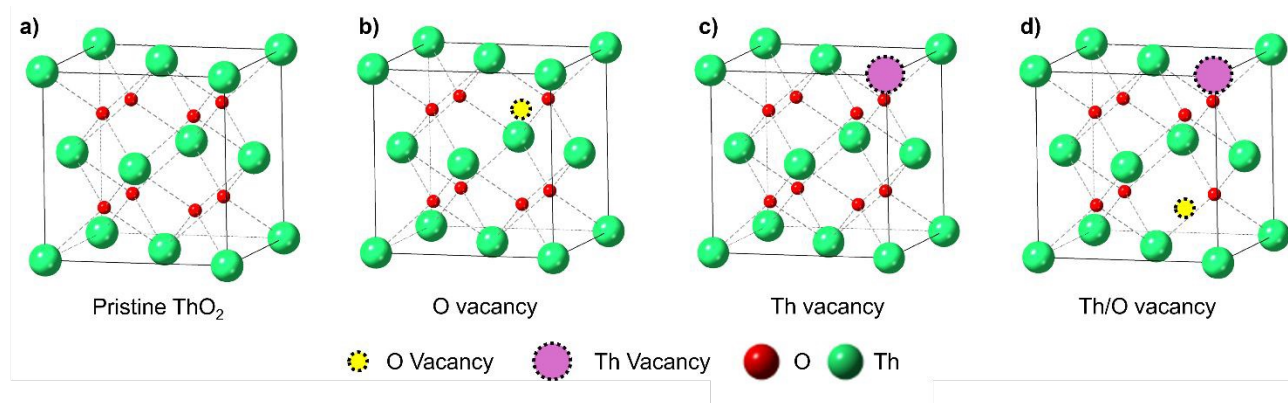 a) b) c) d)
Pristine ThO₂ O vacancy Th vacancy Th/O vacancy
O Vacancy Th Vacancy O Th